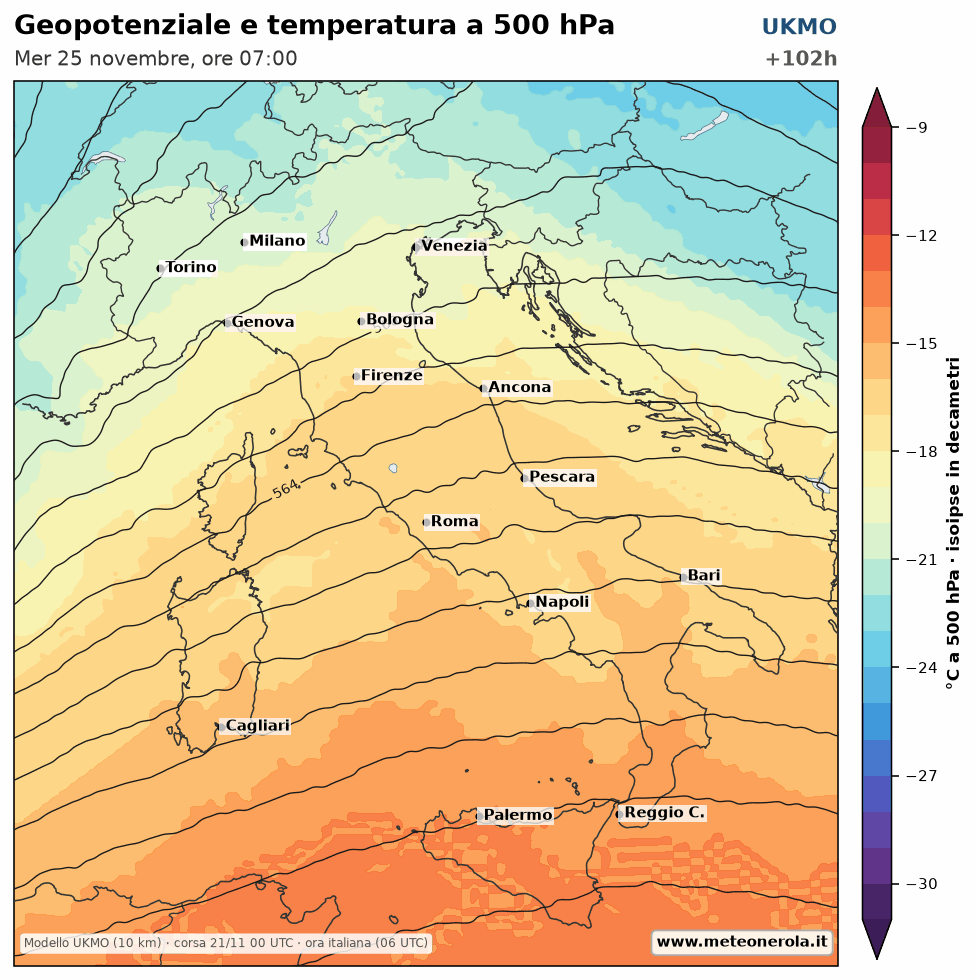 Geopotenziale e temperatura a 500 hPa
UKMO
Mer 25 novembre, ore 07:00
+102h
Milano
Venezia
Torino
Genova
Bologna
Firenze
Ancona
Pescara
564
Roma
Bari
Napoli
Cagliari
Palermo
Reggio C.
−9
−12
−15
−18
−21
−24
−27
−30
°C a 500 hPa · isoipse in decametri
Modello UKMO (10 km) · corsa 21/11 00 UTC · ora italiana (06 UTC)
www.meteonerola.it